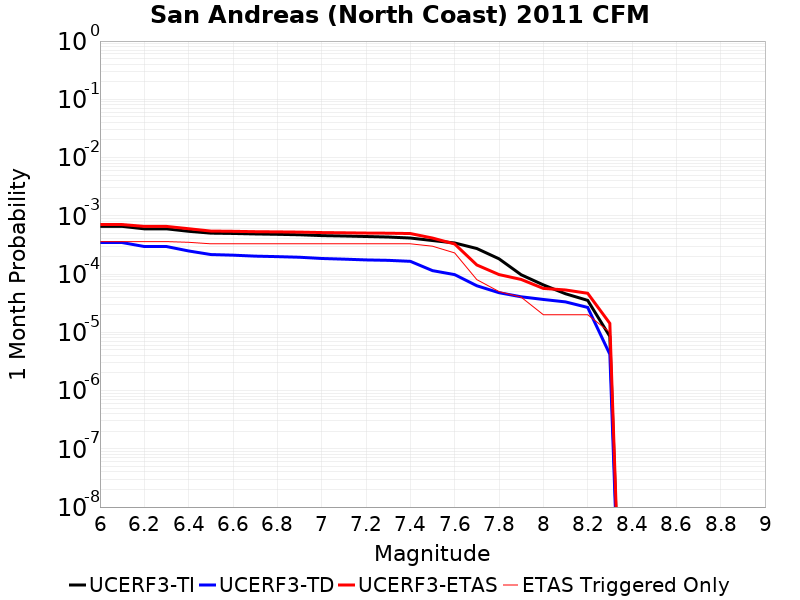 San Andreas (North Coast) 2011 CFM
10^0
10^-1
10^-2
10^-3
10^-4
10^-5
10^-6
10^-7
10^-8
1 Month Probability
6 6.2 6.4 6.6 6.8 7 7.2 7.4 7.6 7.8 8 8.2 8.4 8.6 8.8 9
Magnitude
UCERF3-TI UCERF3-TD UCERF3-ETAS ETAS Triggered Only